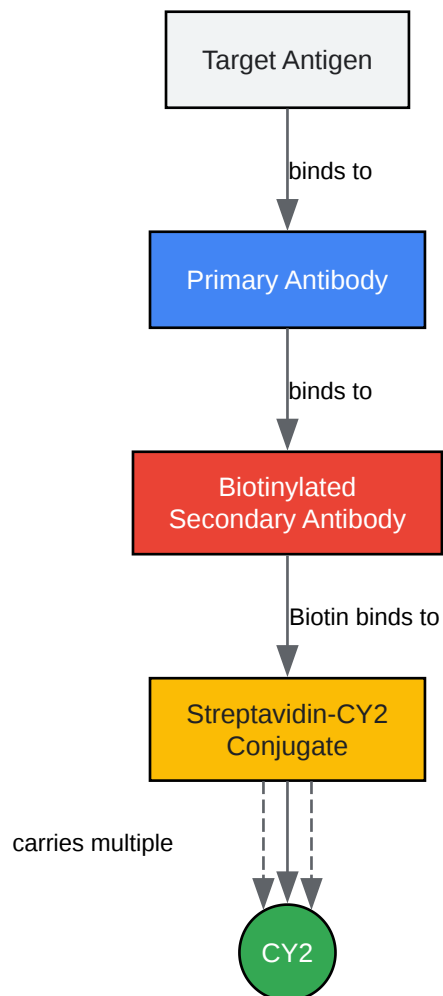 Target Antigen
binds to
Primary Antibody
binds to
Biotinylated
Secondary Antibody
Biotin binds to
Streptavidin-CY2
Conjugate
carries multiple
CY2